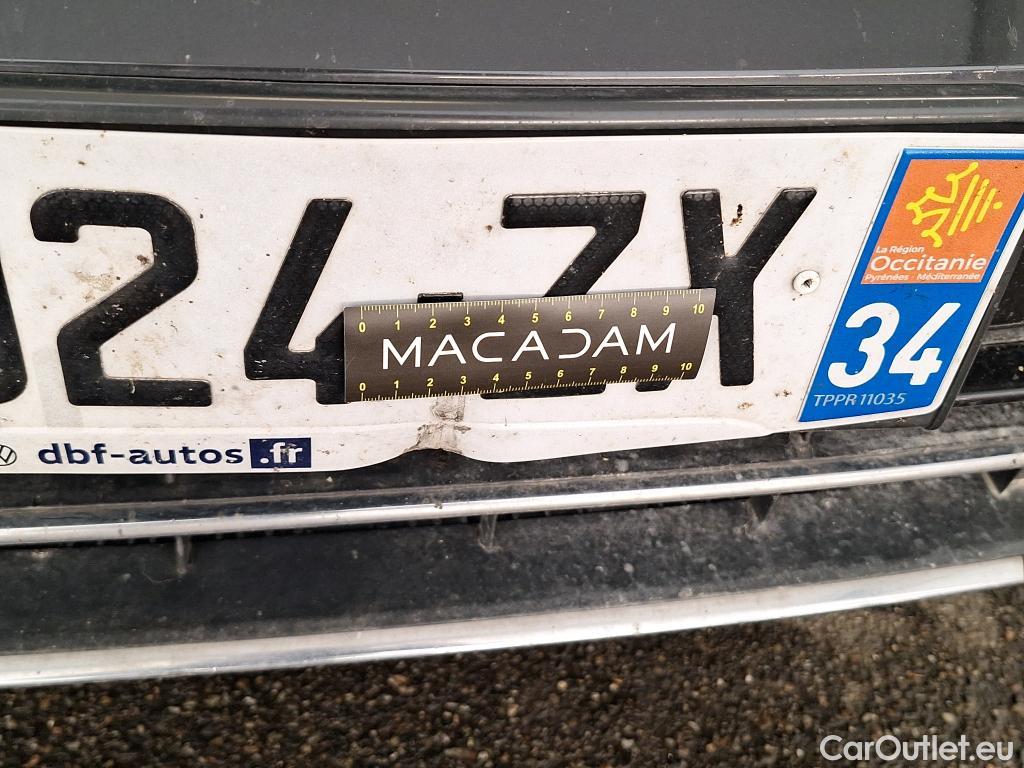 24 ZY
0 1 2 3 4 5 6 7 8 9 10
MACADAM
0 1 2 3 4 5 6 7 8 9 10
La Région
Occitanie
Pyrénées - Méditerranée
34
TPPR 11035
dbf-autos.fr
CarOutlet.eu